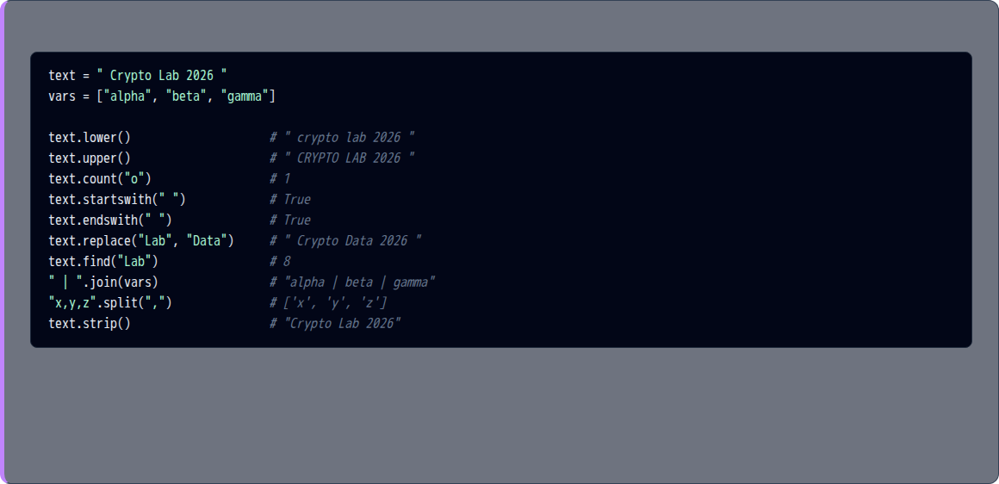 text = " Crypto Lab 2026 "
vars = ["alpha", "beta", "gamma"]

text.lower()                    # " crypto lab 2026 "
text.upper()                    # " CRYPTO LAB 2026 "
text.count("o")                 # 1
text.startswith(" ")            # True
text.endswith(" ")              # True
text.replace("Lab", "Data")     # " Crypto Data 2026 "
text.find("Lab")                # 8
" | ".join(vars)                # "alpha | beta | gamma"
"x,y,z".split(",")              # ['x', 'y', 'z']
text.strip()                    # "Crypto Lab 2026"